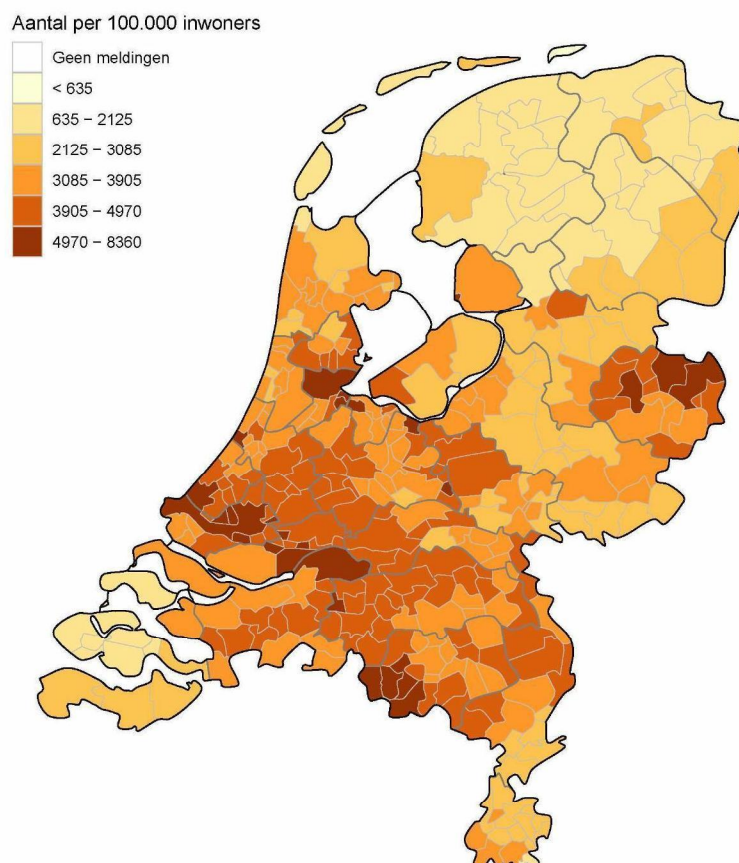 Aantal per 100.000 inwoners
Geen meldingen
< 635
635 – 2125
2125 – 3085
3085 – 3905
3905 – 4970
4970 – 8360